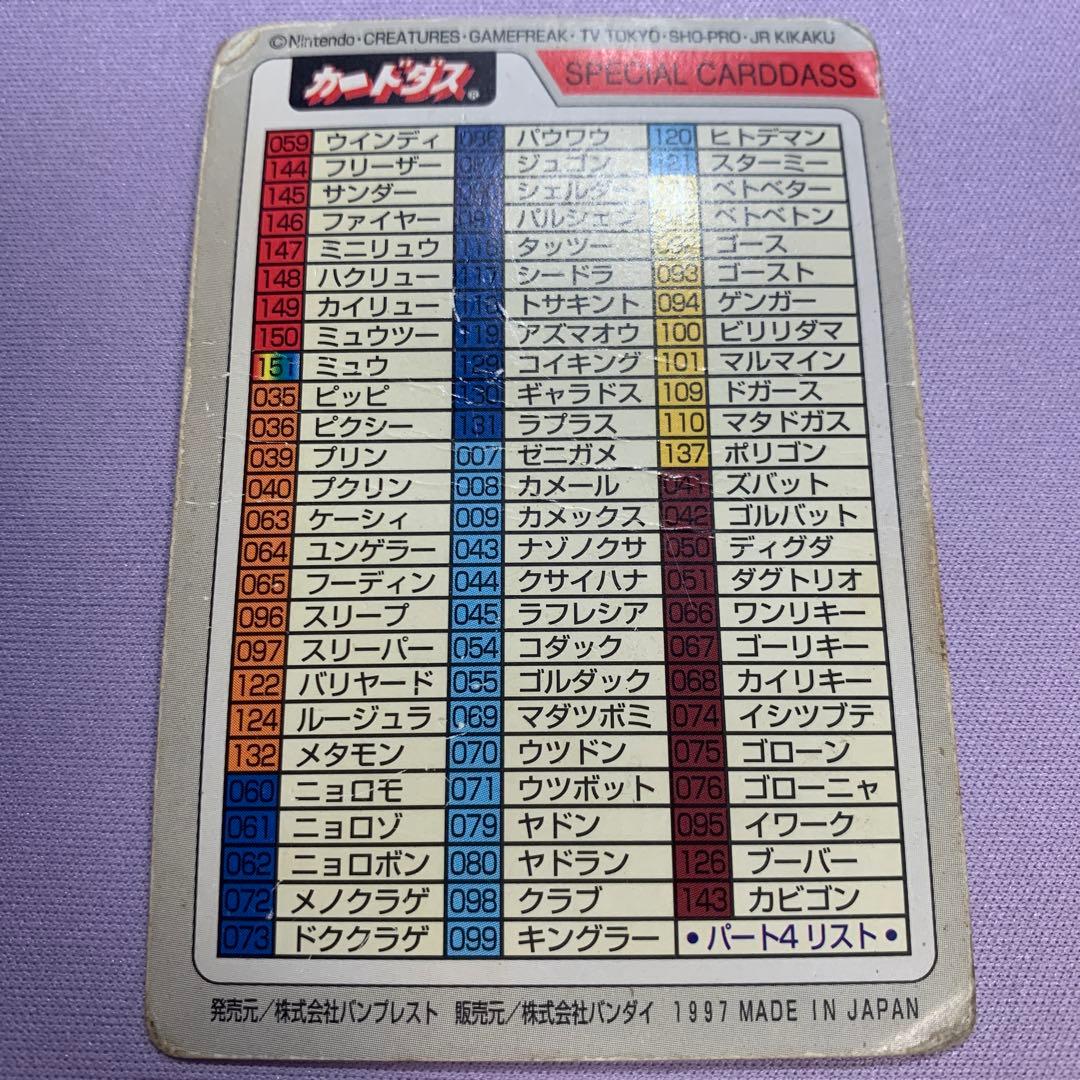 ©Nintendo・CREATURES・GAMEFREAK・TV TOKYO・SHO-PRO・JR KIKAKU
カードダス®
SPECIAL CARDDASS
059 ウインディ
144 フリーザー
145 サンダー
146 ファイヤー
147 ミニリュウ
148 ハクリュー
149 カイリュー
150 ミュウツー
151 ミュウ
035 ピッピ
036 ピクシー
039 プリン
040 プクリン
063 ケーシィ
064 ユンゲラー
065 フーディン
096 スリープ
097 スリーパー
122 バリヤード
124 ルージュラ
132 メタモン
060 ニョロモ
061 ニョロゾ
062 ニョロボン
072 メノクラゲ
073 ドククラゲ
086 パウワウ
087 ジュゴン
シェルダー
091 パルシェン
116 タッツー
117 シードラ
118 トサキント
119 アズマオウ
129 コイキング
130 ギャラドス
131 ラプラス
007 ゼニガメ
008 カメール
009 カメックス
043 ナゾノクサ
044 クサイハナ
045 ラフレシア
054 コダック
055 ゴルダック
069 マダツボミ
070 ウツドン
071 ウツボット
079 ヤドン
080 ヤドラン
098 クラブ
099 キングラー
120 ヒトデマン
121 スターミー
ベトベター
ベトベトン
ゴース
093 ゴースト
094 ゲンガー
100 ビリリダマ
101 マルマイン
109 ドガース
110 マタドガス
137 ポリゴン
041 ズバット
042 ゴルバット
050 ディグダ
051 ダグトリオ
066 ワンリキー
067 ゴーリキー
068 カイリキー
074 イシツブテ
075 ゴローン
076 ゴローニャ
095 イワーク
126 ブーバー
143 カビゴン
•パート4 リスト•
発売元/株式会社バンプレスト 販売元/株式会社バンダイ 1997 MADE IN JAPAN